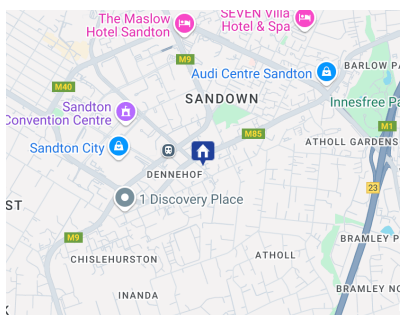 The Maslow
Hotel Sandton
SEVEN Villa
Hotel & Spa
M9
BARLOW PA
Audi Centre Sandton
M40
SANDOWN
Innesfree Pa
Sandton
Convention Centre
M85
M1
ATHOLL GARDENS
Sandton City
DENNEHOF
23
1 Discovery Place
ST
M9
BRAMLEY P
CHISLEHURSTON
ATHOLL
INANDA
BRAMLEY NO
K